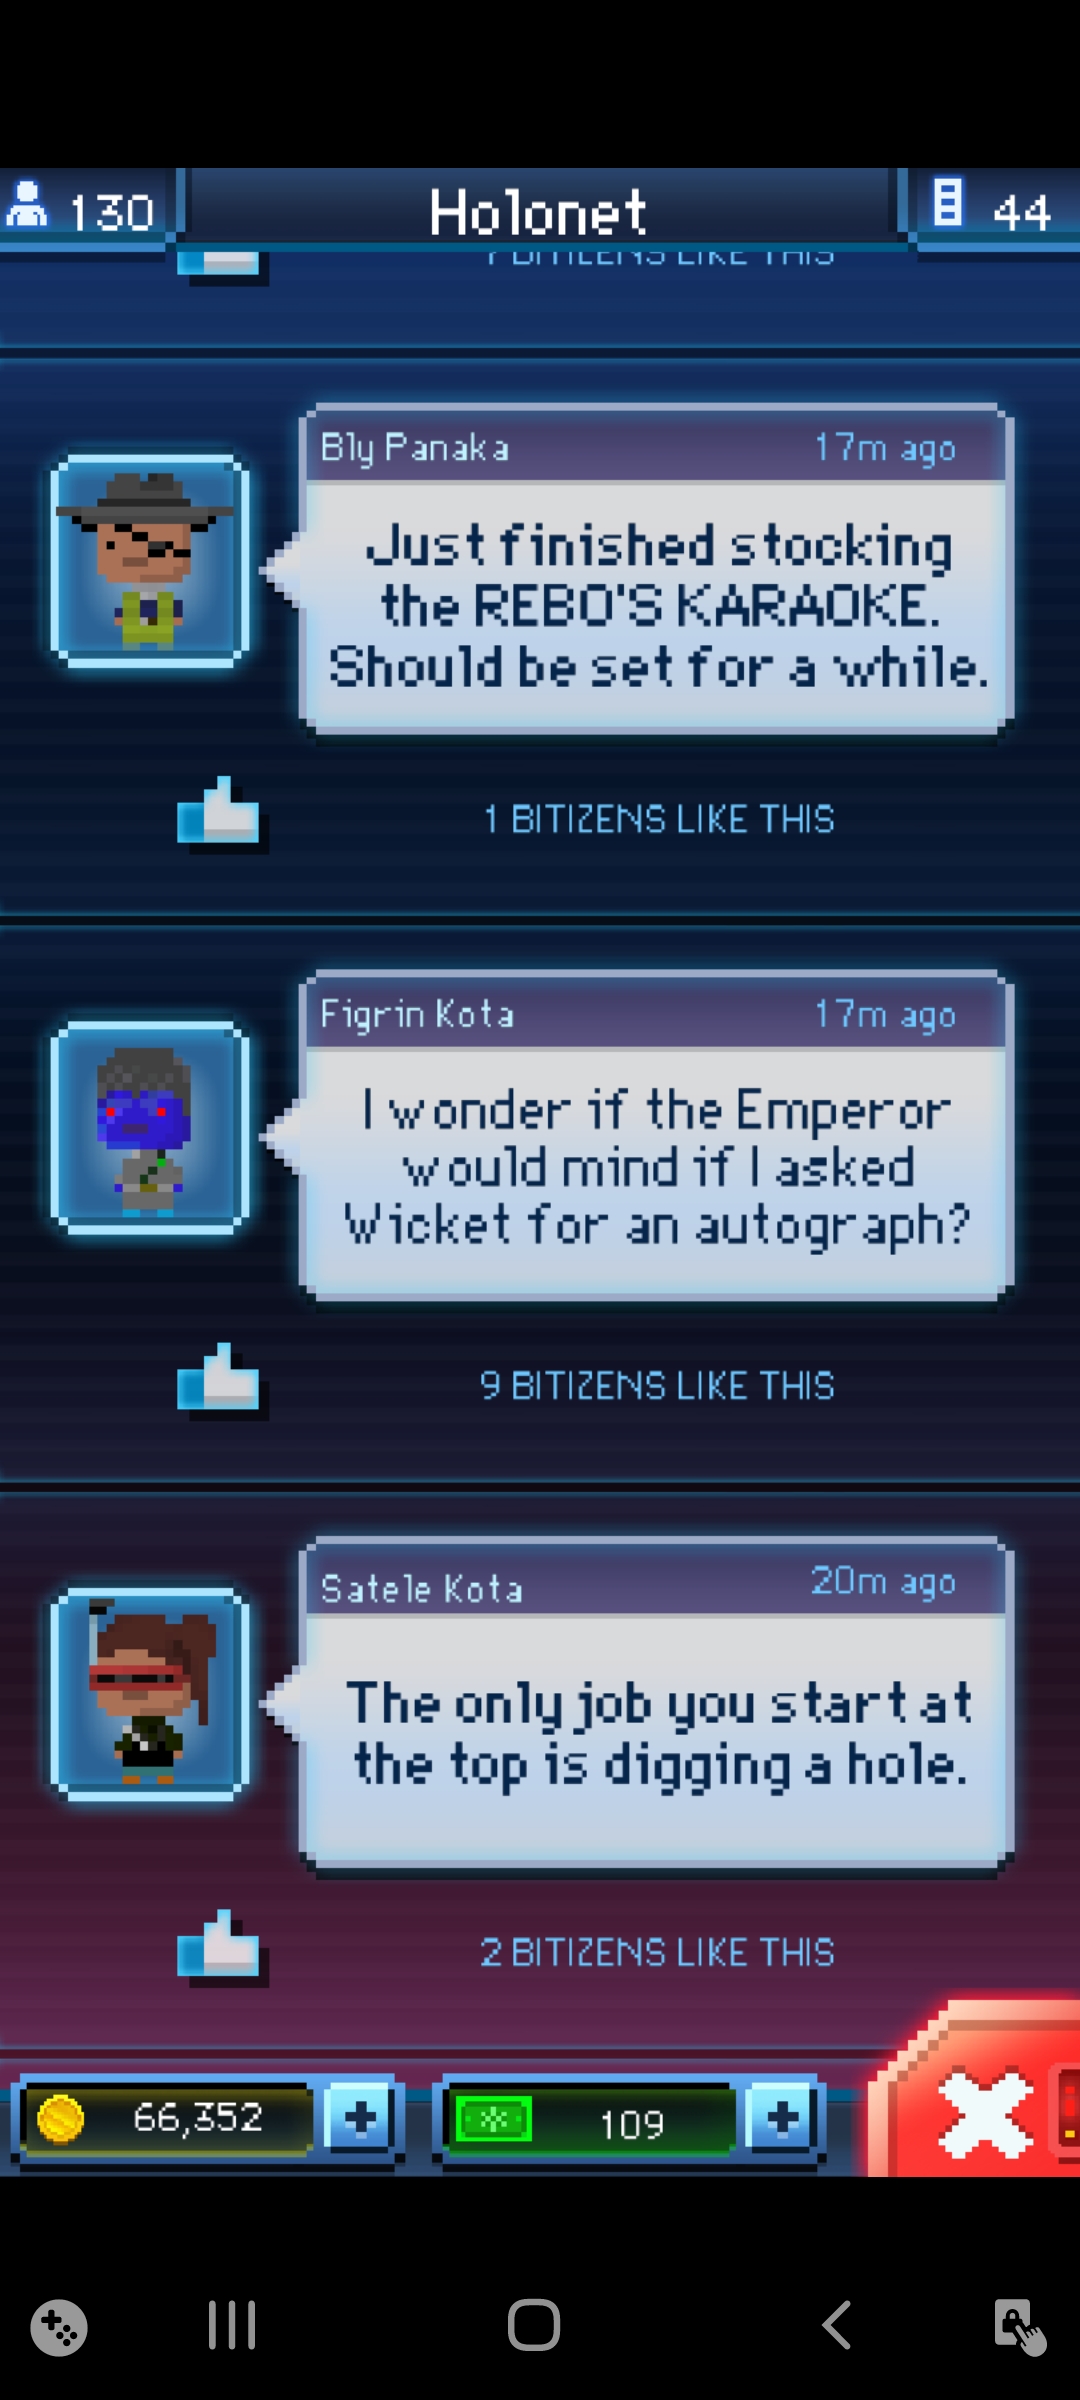 130
Holonet
44
BITIZENS LIKE THIS
Bly Panaka
17m ago
Just finished stocking
the REBO'S KARAOKE.
Should be set for a while.
1 BITIZENS LIKE THIS
Figrin Kota
17m ago
I wonder if the Emperor
would mind if I asked
Wicket for an autograph?
9 BITIZENS LIKE THIS
Satele Kota
20m ago
The only job you start at
the top is digging a hole.
2 BITIZENS LIKE THIS
66,352
109